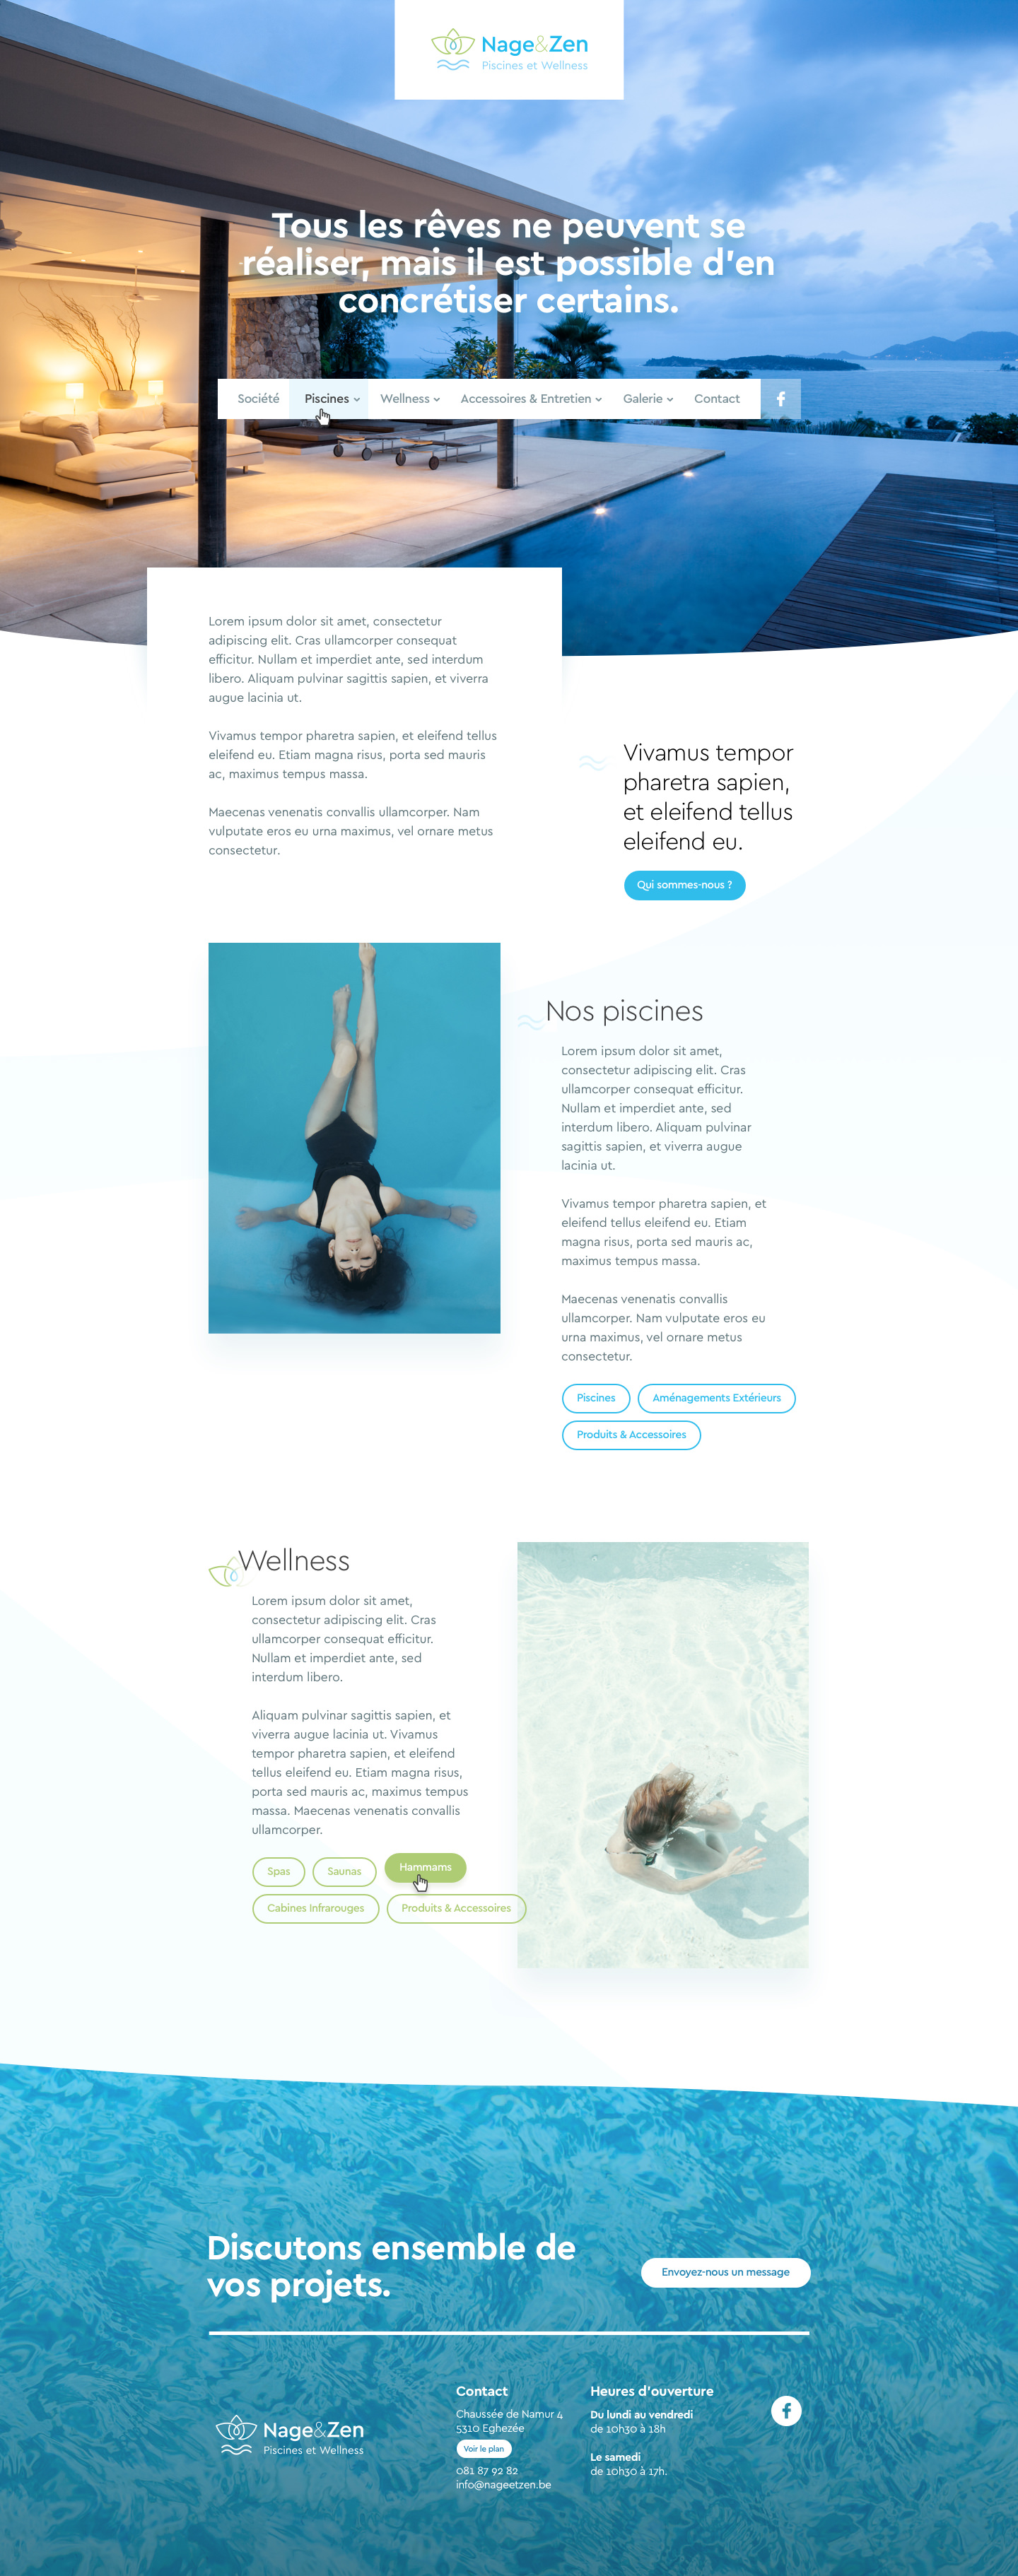 Nage&Zen
Piscines et Wellness
Tous les rêves ne peuvent se
réaliser, mais il est possible d'en
concrétiser certains.
Société Piscines Wellness Accessoires & Entretien Galerie Contact
Lorem ipsum dolor sit amet, consectetur
adipiscing elit. Cras ullamcorper consequat
efficitur. Nullam et imperdiet ante, sed interdum
libero. Aliquam pulvinar sagittis sapien, et viverra
augue lacinia ut.
Vivamus tempor pharetra sapien, et eleifend tellus
eleifend eu. Etiam magna risus, porta sed mauris
ac, maximus tempus massa.
Maecenas venenatis convallis ullamcorper. Nam
vulputate eros eu urna maximus, vel ornare metus
consectetur.
Vivamus tempor
pharetra sapien,
et eleifend tellus
eleifend eu.
Qui sommes-nous ?
Nos piscines
Lorem ipsum dolor sit amet,
consectetur adipiscing elit. Cras
ullamcorper consequat efficitur.
Nullam et imperdiet ante, sed
interdum libero. Aliquam pulvinar
sagittis sapien, et viverra augue
lacinia ut.
Vivamus tempor pharetra sapien, et
eleifend tellus eleifend eu. Etiam
magna risus, porta sed mauris ac,
maximus tempus massa.
Maecenas venenatis convallis
ullamcorper. Nam vulputate eros eu
urna maximus, vel ornare metus
consectetur.
Piscines Aménagements Extérieurs
Produits & Accessoires
Wellness
Lorem ipsum dolor sit amet,
consectetur adipiscing elit. Cras
ullamcorper consequat efficitur.
Nullam et imperdiet ante, sed
interdum libero.
Aliquam pulvinar sagittis sapien, et
viverra augue lacinia ut. Vivamus
tempor pharetra sapien, et eleifend
tellus eleifend eu. Etiam magna risus,
porta sed mauris ac, maximus tempus
massa. Maecenas venenatis convallis
ullamcorper.
Spas Saunas Hammams
Cabines Infrarouges Produits & Accessoires
Discutons ensemble de
vos projets.
Envoyez-nous un message
Nage&Zen
Piscines et Wellness
Contact
Chaussée de Namur 4
5310 Eghezée
Voir le plan
081 87 92 82
info@nageetzen.be
Heures d'ouverture
Du lundi au vendredi
de 10h30 à 18h
Le samedi
de 10h30 à 17h.